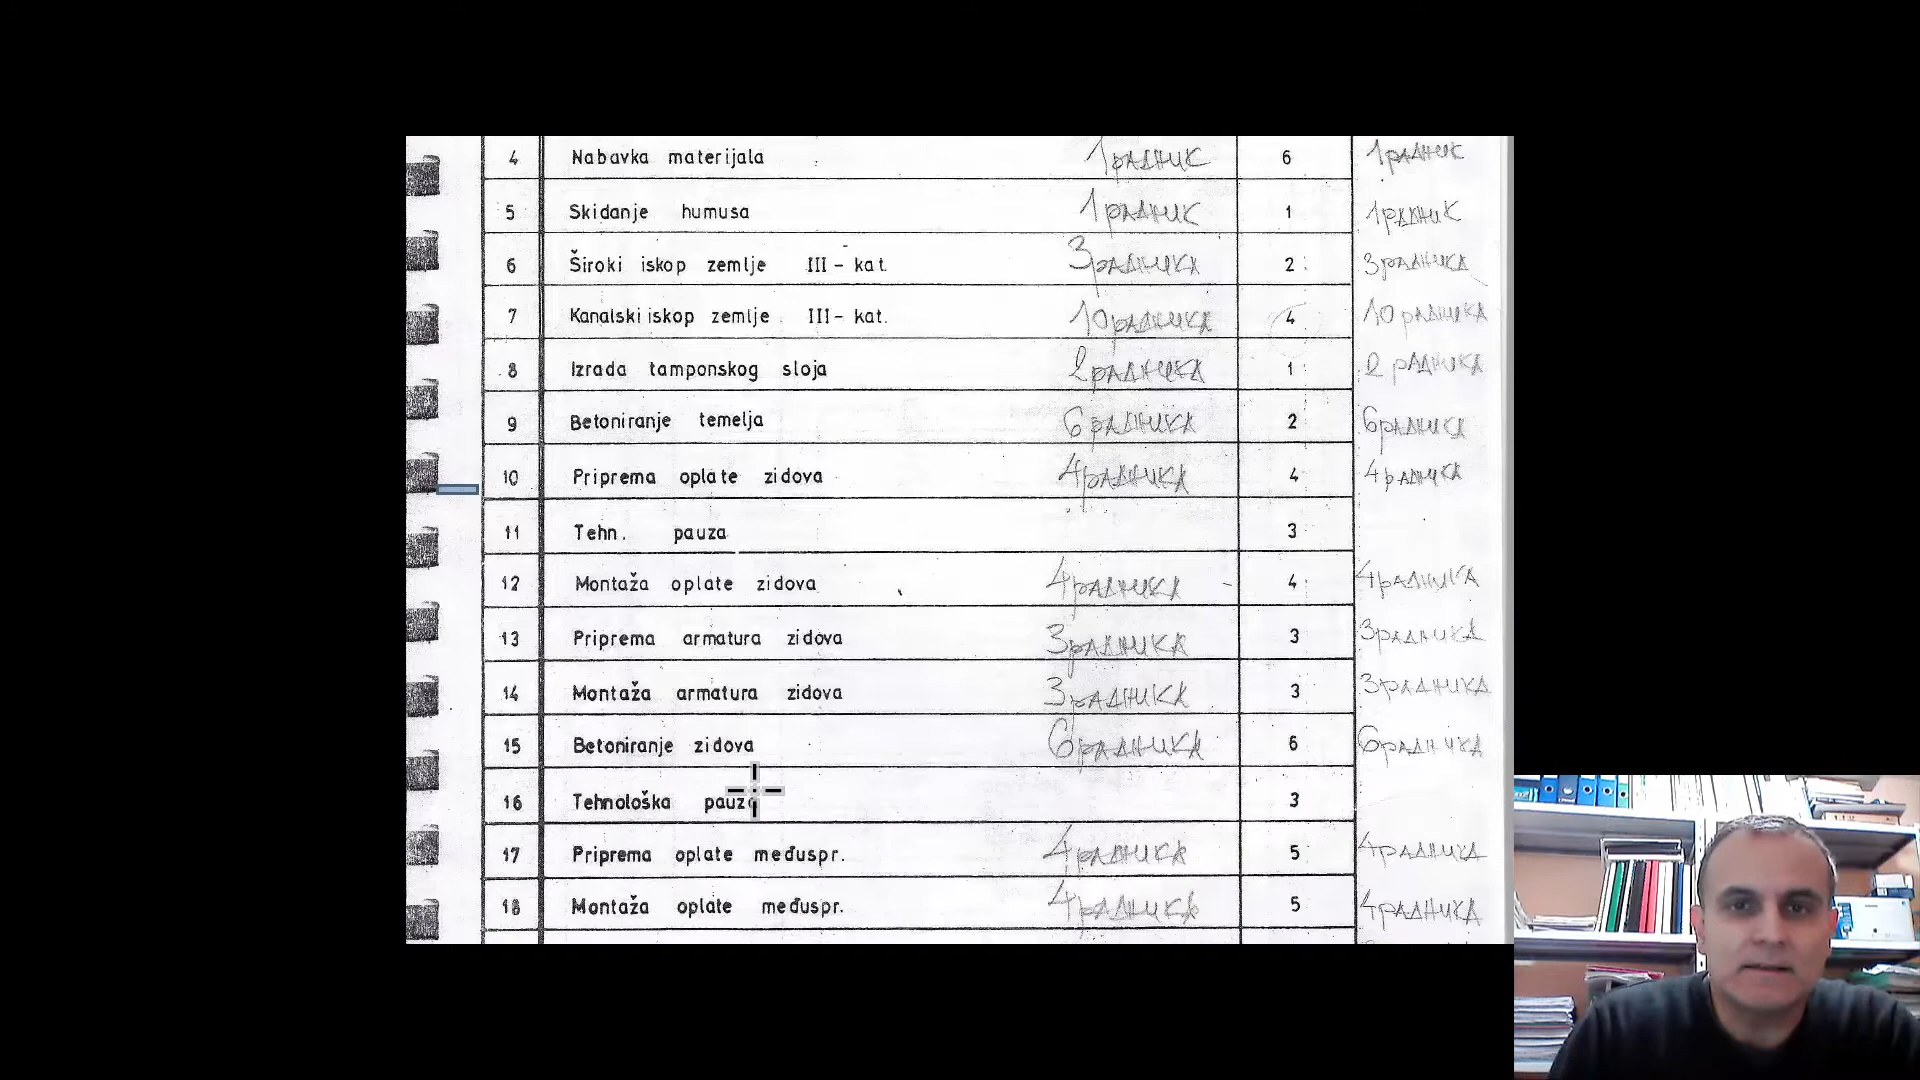 4 Nabavka materijala 1 радник 6 1 радник
5 Skidanje humusa 1 радник 1 1 радник
6 Široki iskop zemlje III - kat. 3 радника 2 3 радника
7 Kanalski iskop zemlje III - kat. 10 радника 4 10 радника
8 Izrada tamponskog sloja 2 радника 1 2 радника
9 Betoniranje temelja 6 радника 2 6 радника
10 Priprema oplate zidova 4 радника 4 4 радника
11 Tehn. pauza 3
12 Montaža oplate zidova 4 радника - 4 4 радника
13 Priprema armatura zidova 3 радника 3 3 радника
14 Montaža armatura zidova 3 радника 3 3 радника
15 Betoniranje zidova 6 радника 6 6 радника
16 Tehnološka pauza 3
17 Priprema oplate međuspr. 4 радника 5 4 радника
18 Montaža oplate međuspr. 4 радника 5 4 радника